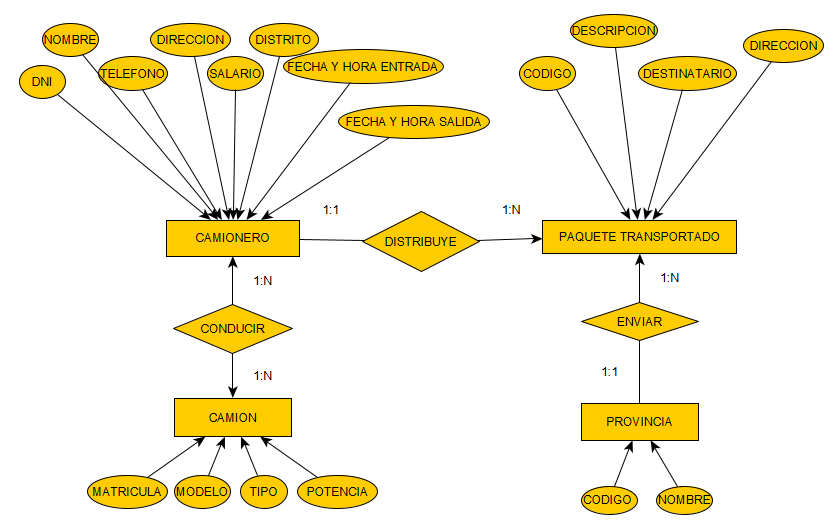 DESCRIPCION
NOMBRE
DIRECCION
DISTRITO
DIRECCION
DNI
TELEFONO
SALARIO
FECHA Y HORA ENTRADA
CODIGO
DESTINATARIO
FECHA Y HORA SALIDA
1:1
1:N
CAMIONERO
DISTRIBUYE
PAQUETE TRANSPORTADO
1:N
1:N
CONDUCIR
ENVIAR
1:N
1:1
CAMION
PROVINCIA
MATRICULA
MODELO
TIPO
POTENCIA
CODIGO
NOMBRE